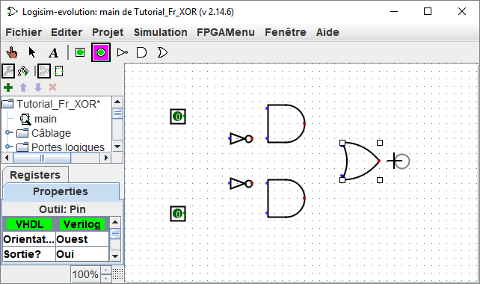 Logisim-evolution: main de Tutorial_Fr_XOR (v 2.14.6)
Fichier Editer Projet Simulation FPGAMenu Fenêtre Aide
A
Tutorial_Fr_XOR*
main
Câblage
Portes logiques
Registers
Properties
Outil: Pin
VHDL Verilog
Orientat... Ouest
Sortie? Oui
100%
0
0